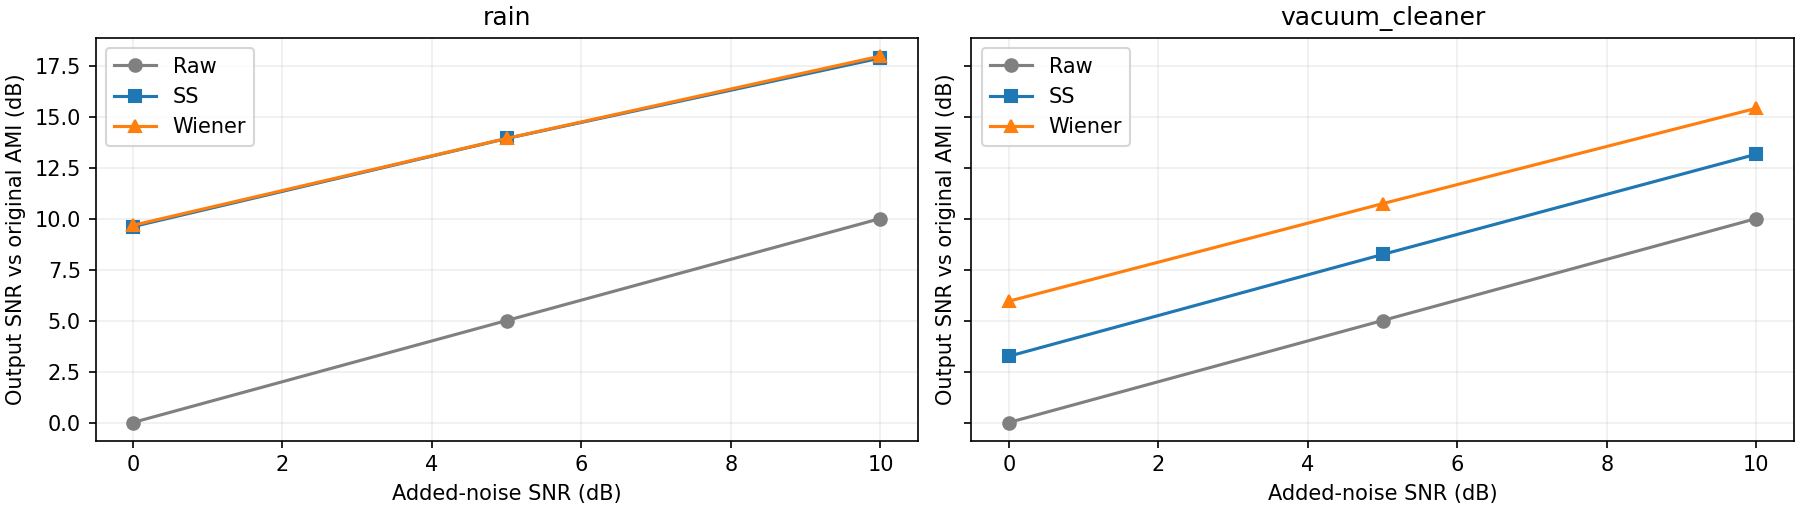 rain
Output SNR vs original AMI (dB)
17.5
15.0
12.5
10.0
7.5
5.0
2.5
0.0
Raw
SS
Wiener
0 2 4 6 8 10
Added-noise SNR (dB)
vacuum_cleaner
Output SNR vs original AMI (dB)
Raw
SS
Wiener
0 2 4 6 8 10
Added-noise SNR (dB)